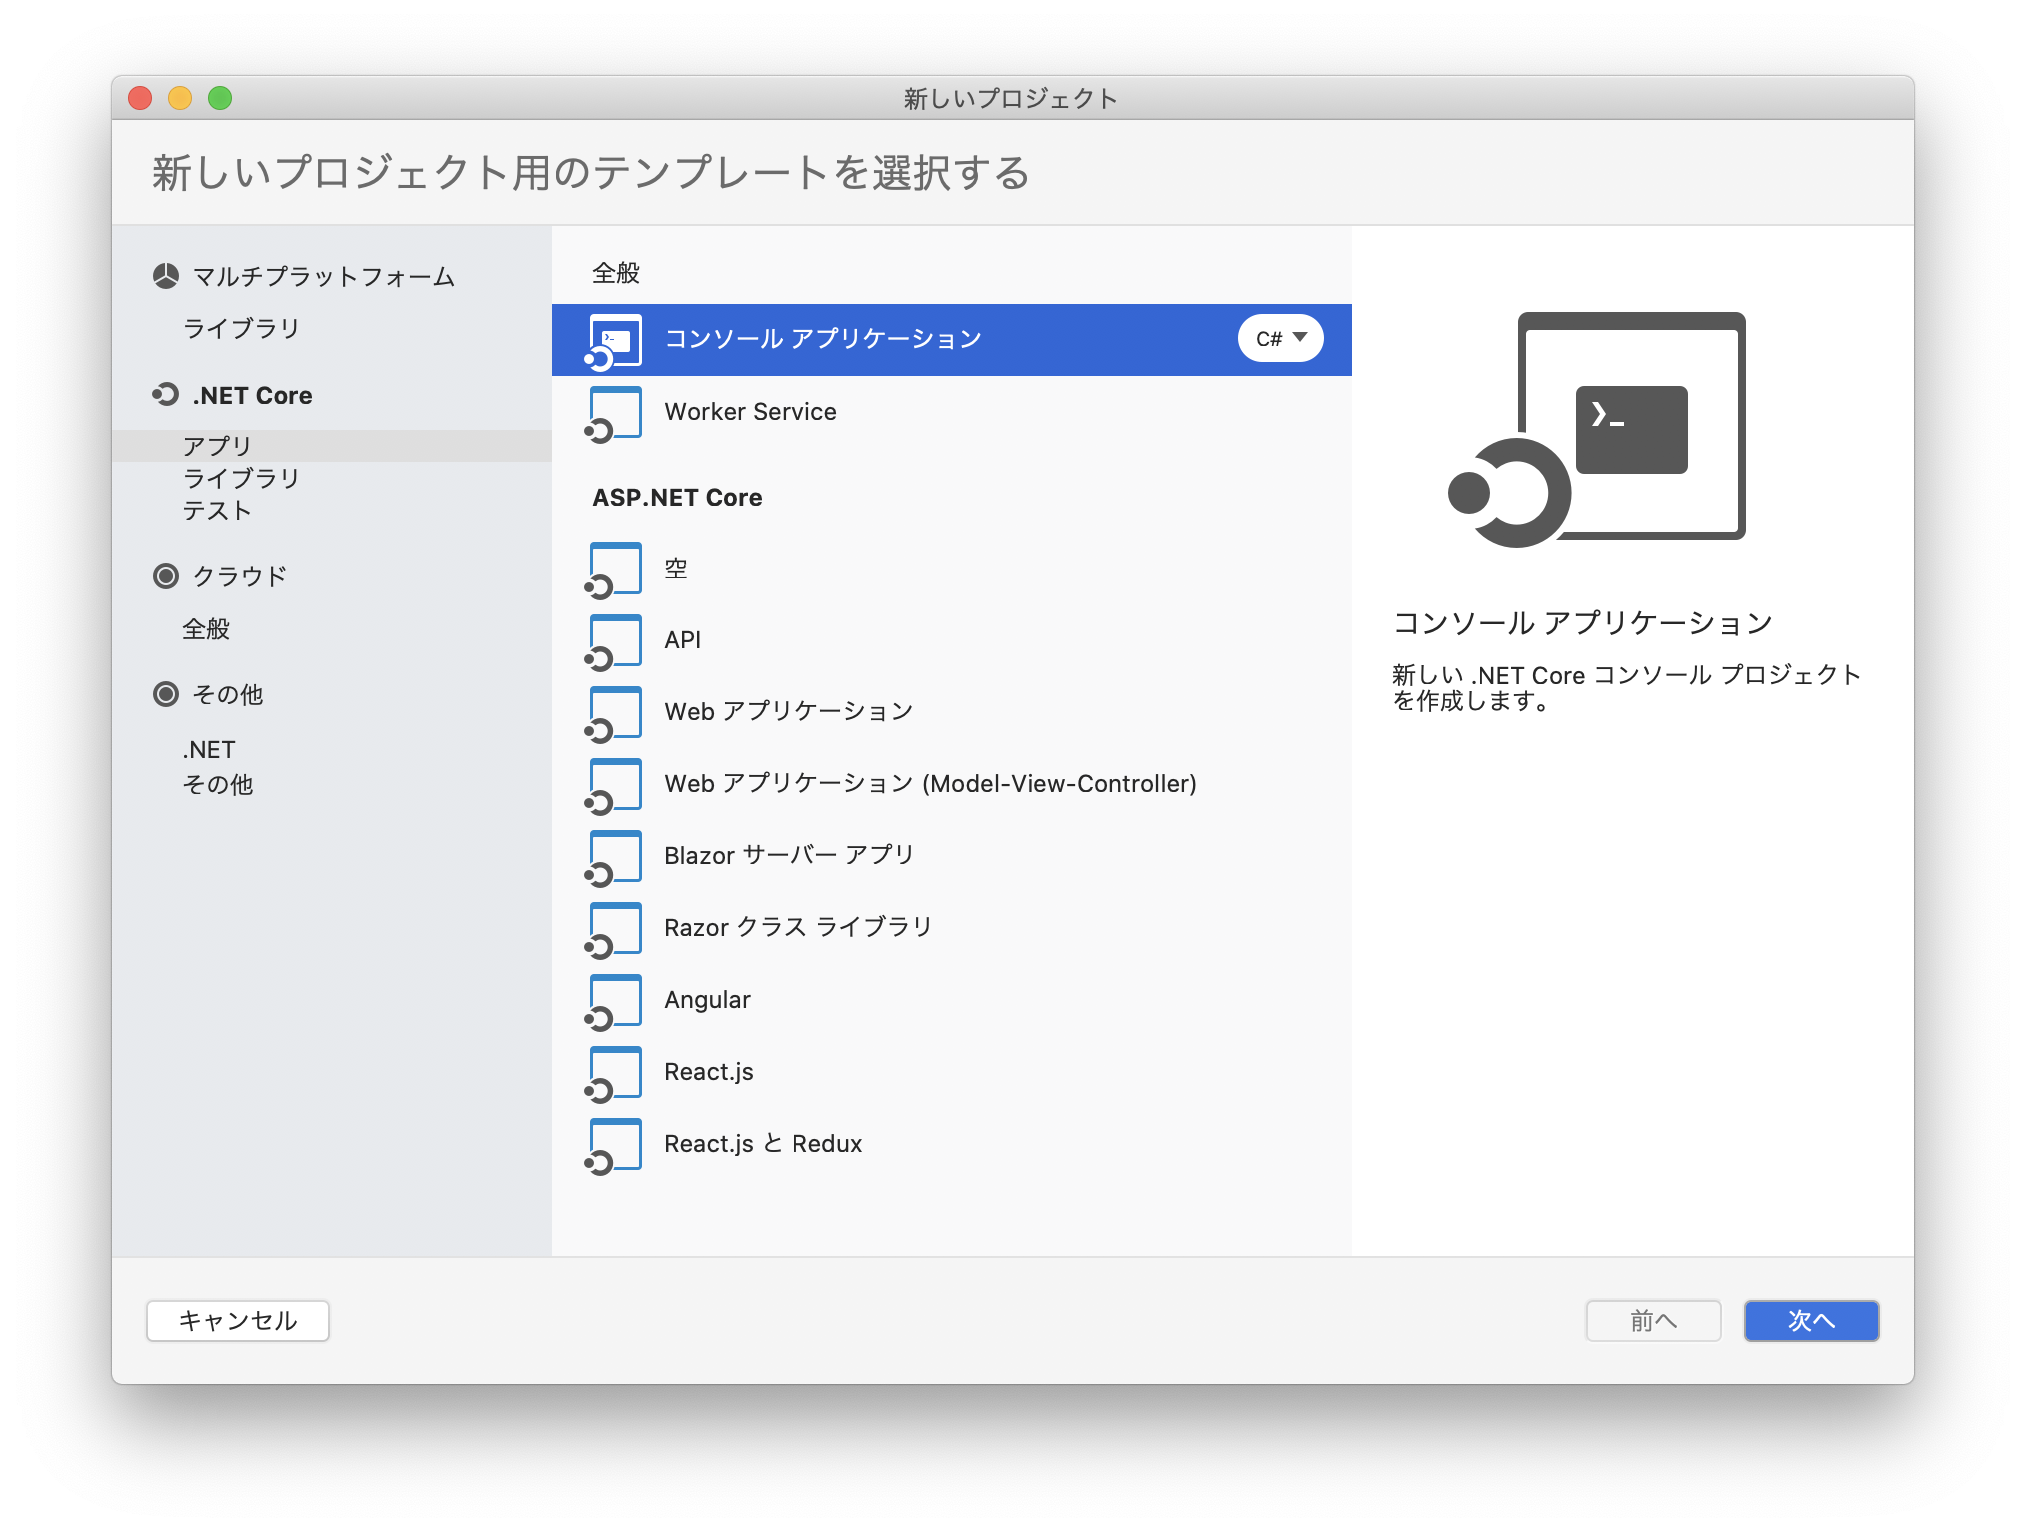 新しいプロジェクト
新しいプロジェクト用のテンプレートを選択する
マルチプラットフォーム
ライブラリ
.NET Core
アプリ
ライブラリ
テスト
クラウド
全般
その他
.NET
その他
全般
コンソール アプリケーション
C#
Worker Service
ASP.NET Core
空
API
Web アプリケーション
Web アプリケーション (Model-View-Controller)
Blazor サーバー アプリ
Razor クラス ライブラリ
Angular
React.js
React.js と Redux
コンソール アプリケーション
新しい .NET Core コンソール プロジェクト
を作成します。
キャンセル
前へ
次へ